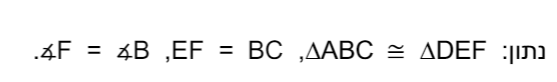 נתון: ΔABC ≅ ΔDEF, EF = BC, ∡F = ∡B.